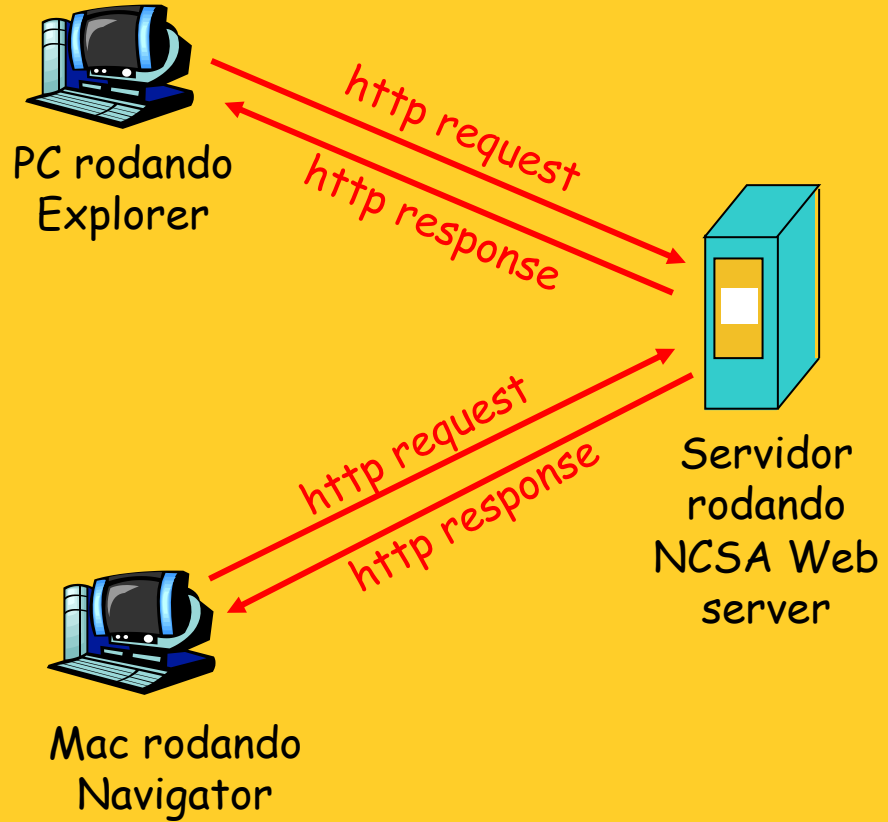 http request
http response
PC rodando
Explorer
http request
http response
Servidor
rodando
NCSA Web
server
Mac rodando
Navigator